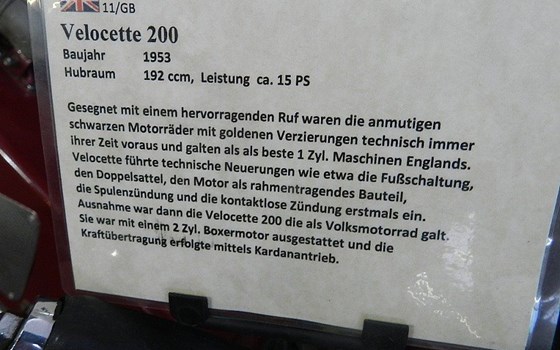 11/GB
Velocette 200
Baujahr 1953
Hubraum 192 ccm, Leistung ca. 15 PS
Gesegnet mit einem hervorragenden Ruf waren die anmutigen
schwarzen Motorräder mit goldenen Verzierungen technisch immer
ihrer Zeit voraus und galten als als beste 1 Zyl. Maschinen Englands.
Velocette führte technische Neuerungen wie etwa die Fußschaltung,
den Doppelsattel, den Motor als rahmentragendes Bauteil,
die Spulenzündung und die kontaktlose Zündung erstmals ein.
Ausnahme war dann die Velocette 200 die als Volksmotorrad galt.
Sie war mit einem 2 Zyl. Boxermotor ausgestattet und die
Kraftübertragung erfolgte mittels Kardanantrieb.